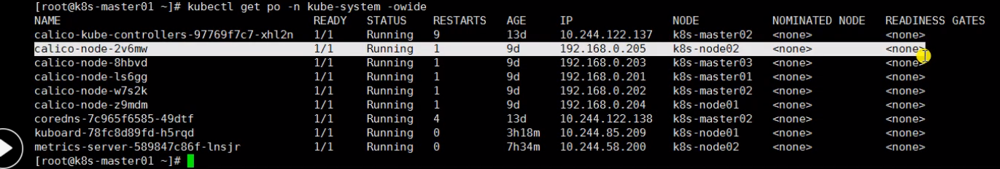 [root@k8s-master01 ~]# kubectl get po -n kube-system -owide
NAME READY STATUS RESTARTS AGE IP NODE NOMINATED NODE READINESS GATES
calico-kube-controllers-97769f7c7-xhl2n 1/1 Running 9 13d 10.244.122.137 k8s-master02 <none> <none>
calico-node-2v6mw 1/1 Running 1 9d 192.168.0.205 k8s-node02 <none> <none>
calico-node-8hbvd 1/1 Running 1 9d 192.168.0.203 k8s-master03 <none> <none>
calico-node-ls6gg 1/1 Running 1 9d 192.168.0.201 k8s-master01 <none> <none>
calico-node-w7s2k 1/1 Running 1 9d 192.168.0.202 k8s-master02 <none> <none>
calico-node-z9mdm 1/1 Running 1 9d 192.168.0.204 k8s-node01 <none> <none>
coredns-7c965f6585-49dtf 1/1 Running 4 13d 10.244.122.138 k8s-master02 <none> <none>
kuboard-78fc8d89fd-h5rqd 1/1 Running 0 3h18m 10.244.85.209 k8s-node01 <none> <none>
metrics-server-589847c86f-lnsjr 1/1 Running 0 7h34m 10.244.58.200 k8s-node02 <none> <none>
[root@k8s-master01 ~]#